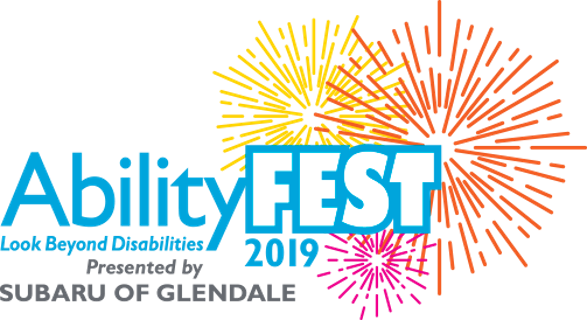 AbilityFEST
Look Beyond Disabilities 2019
Presented by
SUBARU OF GLENDALE